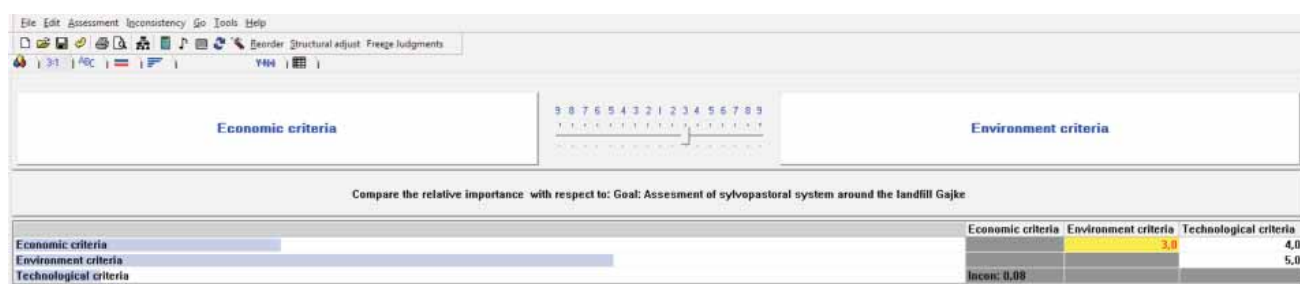 File Edit Assessment Inconsistency Go Tools Help
Reorder Structural adjust Freeze Judgments
3:1 ABC
Economic criteria
9 8 7 6 5 4 3 2 1 2 3 4 5 6 7 8 9
Environment criteria
Compare the relative importance with respect to: Goal: Assesment of sylvopastoral system around the landfill Gajke
Economic criteria Environment criteria Technological criteria
Economic criteria 3,0 4,0
Environment criteria 5,0
Technological criteria Incon: 0,08